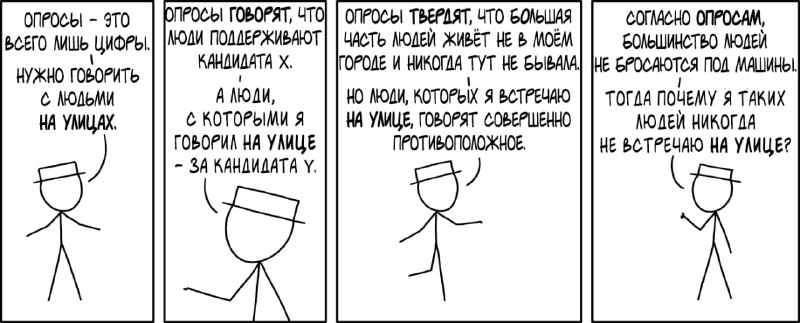 ОПРОСЫ – ЭТО
ВСЕГО ЛИШЬ ЦИФРЫ.
НУЖНО ГОВОРИТЬ
С ЛЮДЬМИ
НА УЛИЦАХ.
ОПРОСЫ ГОВОРЯТ, ЧТО
ЛЮДИ ПОДДЕРЖИВАЮТ
КАНДИДАТА X.
А ЛЮДИ,
С КОТОРЫМИ Я
ГОВОРИЛ НА УЛИЦЕ
– ЗА КАНДИДАТА Y.
ОПРОСЫ ТВЕРДЯТ, ЧТО БОЛЬШАЯ
ЧАСТЬ ЛЮДЕЙ ЖИВЁТ НЕ В МОЁМ
ГОРОДЕ И НИКОГДА ТУТ НЕ БЫВАЛА.
НО ЛЮДИ, КОТОРЫХ Я ВСТРЕЧАЮ
НА УЛИЦЕ, ГОВОРЯТ СОВЕРШЕННО
ПРОТИВОПОЛОЖНОЕ.
СОГЛАСНО ОПРОСАМ,
БОЛЬШИНСТВО ЛЮДЕЙ
НЕ БРОСАЮТСЯ ПОД МАШИНЫ.
ТОГДА ПОЧЕМУ Я ТАКИХ
ЛЮДЕЙ НИКОГДА
НЕ ВСТРЕЧАЮ НА УЛИЦЕ?